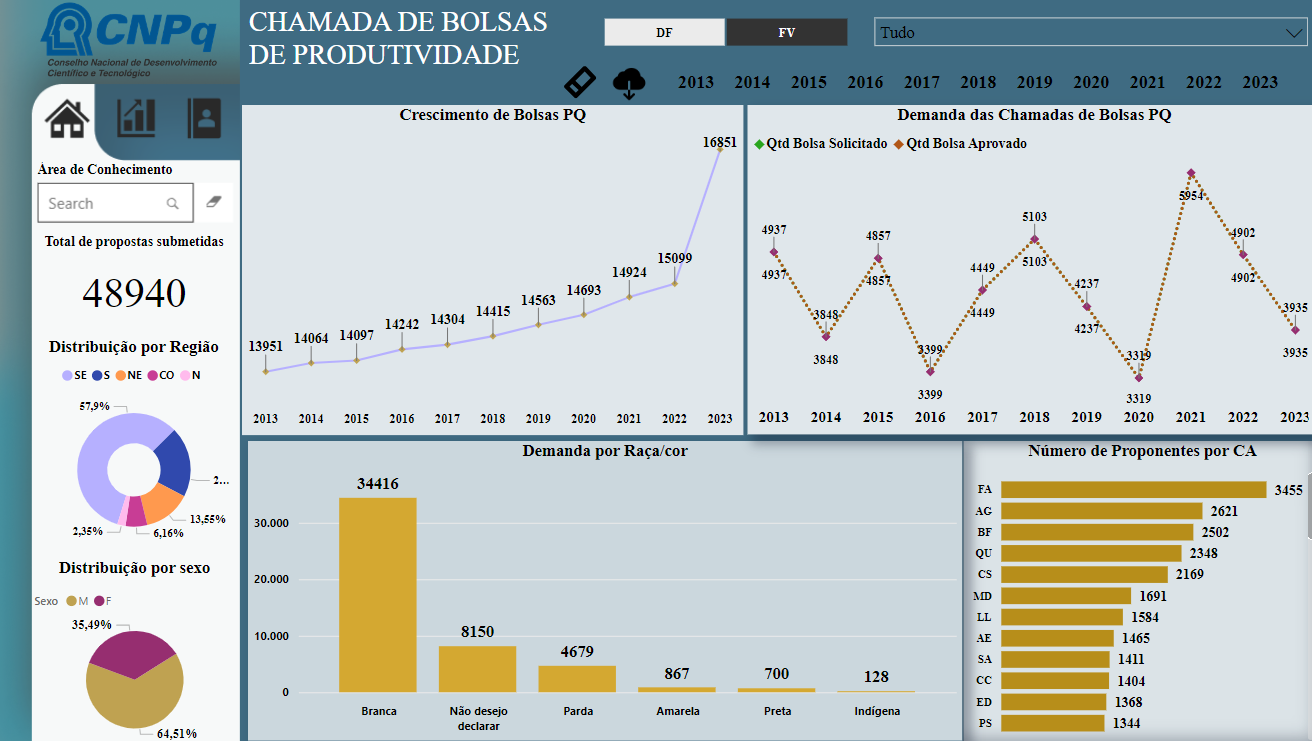 CNPq
Conselho Nacional de Desenvolvimento
Científico e Tecnológico
CHAMADA DE BOLSAS
DE PRODUTIVIDADE
DF
FV
Tudo
2013 2014 2015 2016 2017 2018 2019 2020 2021 2022 2023
Área de Conhecimento
Search
Total de propostas submetidas
48940
Distribuição por Região
SE S NE CO N
57,9%
2...
13,55%
6,16%
2,35%
Distribuição por sexo
Sexo M F
35,49%
64,51%
Crescimento de Bolsas PQ
13951 14064 14097 14242 14304 14415 14563 14693 14924 15099 16851
2013 2014 2015 2016 2017 2018 2019 2020 2021 2022 2023
Demanda das Chamadas de Bolsas PQ
Qtd Bolsa Solicitado Qtd Bolsa Aprovado
4937 3848 4857 3399 4449 5103 4237 3319 5954 4902 3935
4937 3848 4857 3399 4449 5103 4237 3319 4902 3935
2013 2014 2015 2016 2017 2018 2019 2020 2021 2022 2023
Demanda por Raça/cor
30.000
20.000
10.000
0
34416 8150 4679 867 700 128
Branca Não desejo Parda Amarela Preta Indígena
declarar
Número de Proponentes por CA
FA 3455
AG 2621
BF 2502
QU 2348
CS 2169
MD 1691
LL 1584
AE 1465
SA 1411
CC 1404
ED 1368
PS 1344